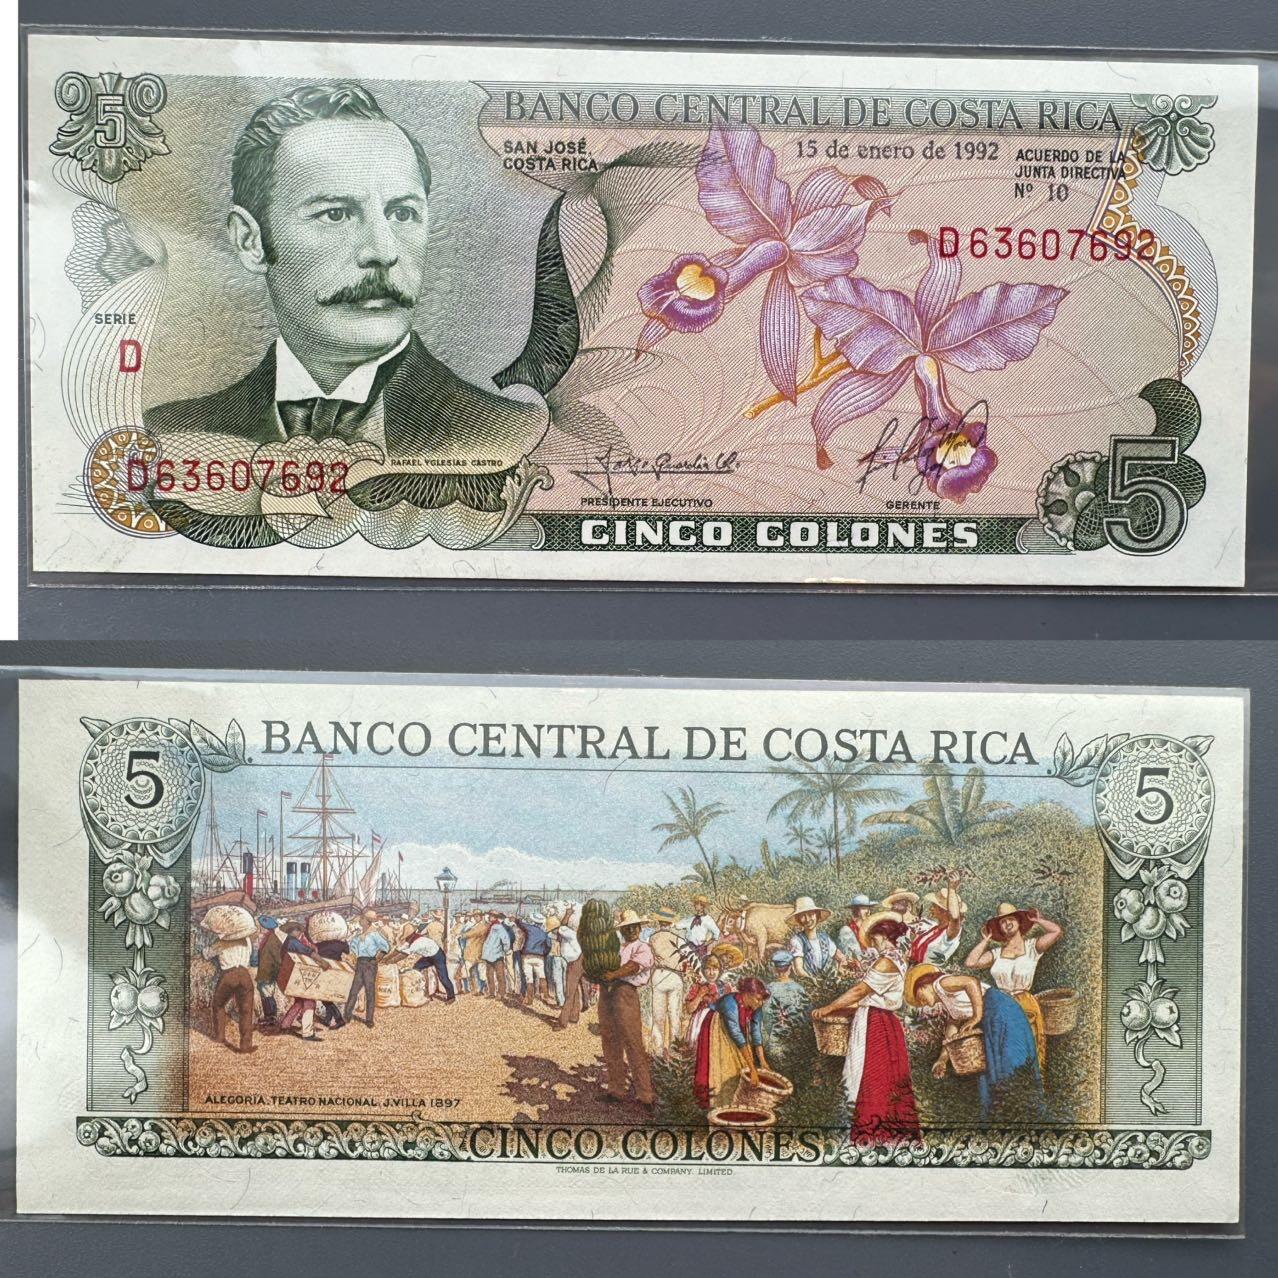 5
BANCO CENTRAL DE COSTA RICA
SAN JOSÉ,
COSTA RICA
15 de enero de 1992
ACUERDO DE LA
JUNTA DIRECTIVA
Nº 10
D63607692
SERIE
D
D63607692
RAFAEL YGLESIAS CASTRO
PRESIDENTE EJECUTIVO
GERENTE
CINCO COLONES
5
BANCO CENTRAL DE COSTA RICA
5
5
ALEGORÍA, TEATRO NACIONAL, J.VILLA 1897
CINCO COLONES
THOMAS DE LA RUE & COMPANY, LIMITED.